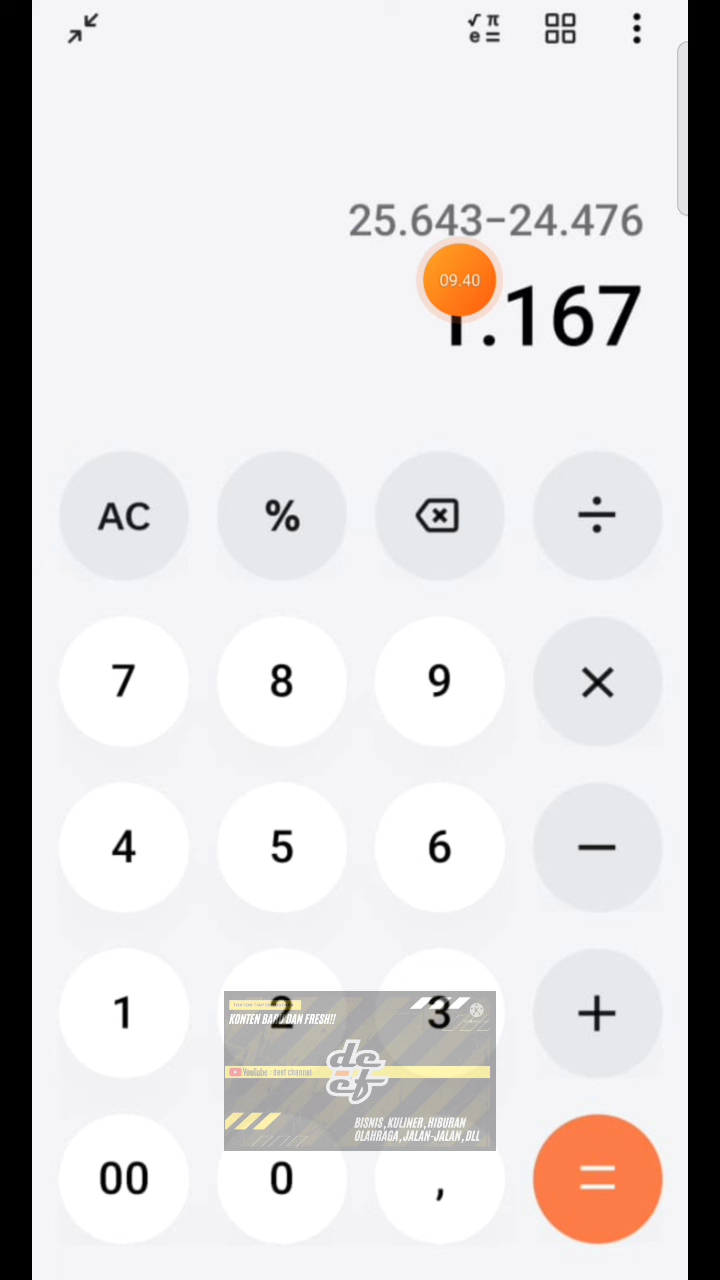 √ π
e =
25.643−24.476
09.40
1.167
AC % ÷
7 8 9 ×
4 5 6 −
1 2 3 +
KONTEN BARU DAN FRESH!!
YouTube : deef channel
deef
BISNIS, KULINER, HIBURAN
OLAHRAGA, JALAN-JALAN, DLL
00 0 , =